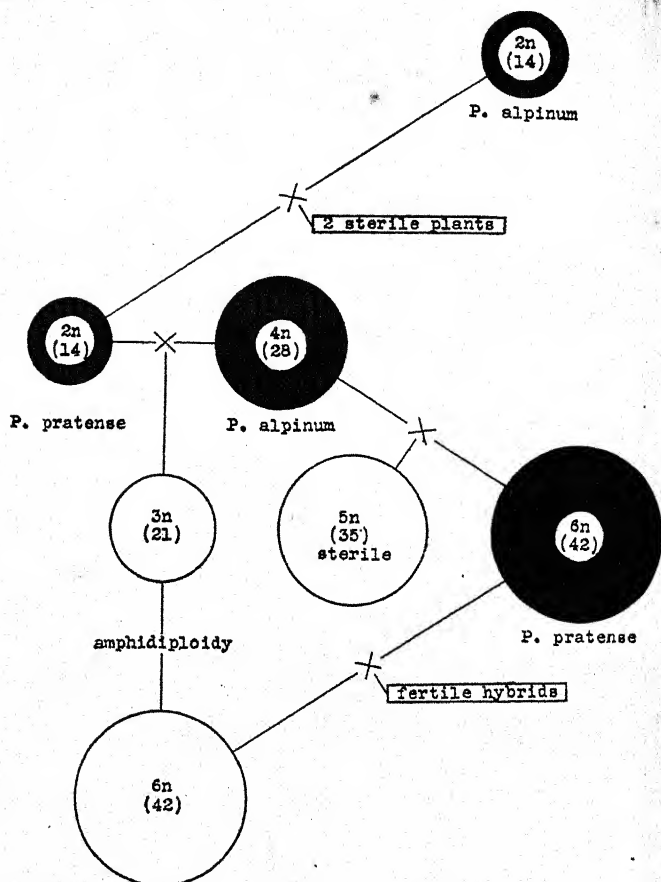 2n
(14)
P. alpinum
2 sterile plants
2n
(14)
4n
(28)
P. pratense
P. alpinum
3n
(21)
5n
(35)
sterile
6n
(42)
P. pratense
amphidiploidy
fertile hybrids
6n
(42)